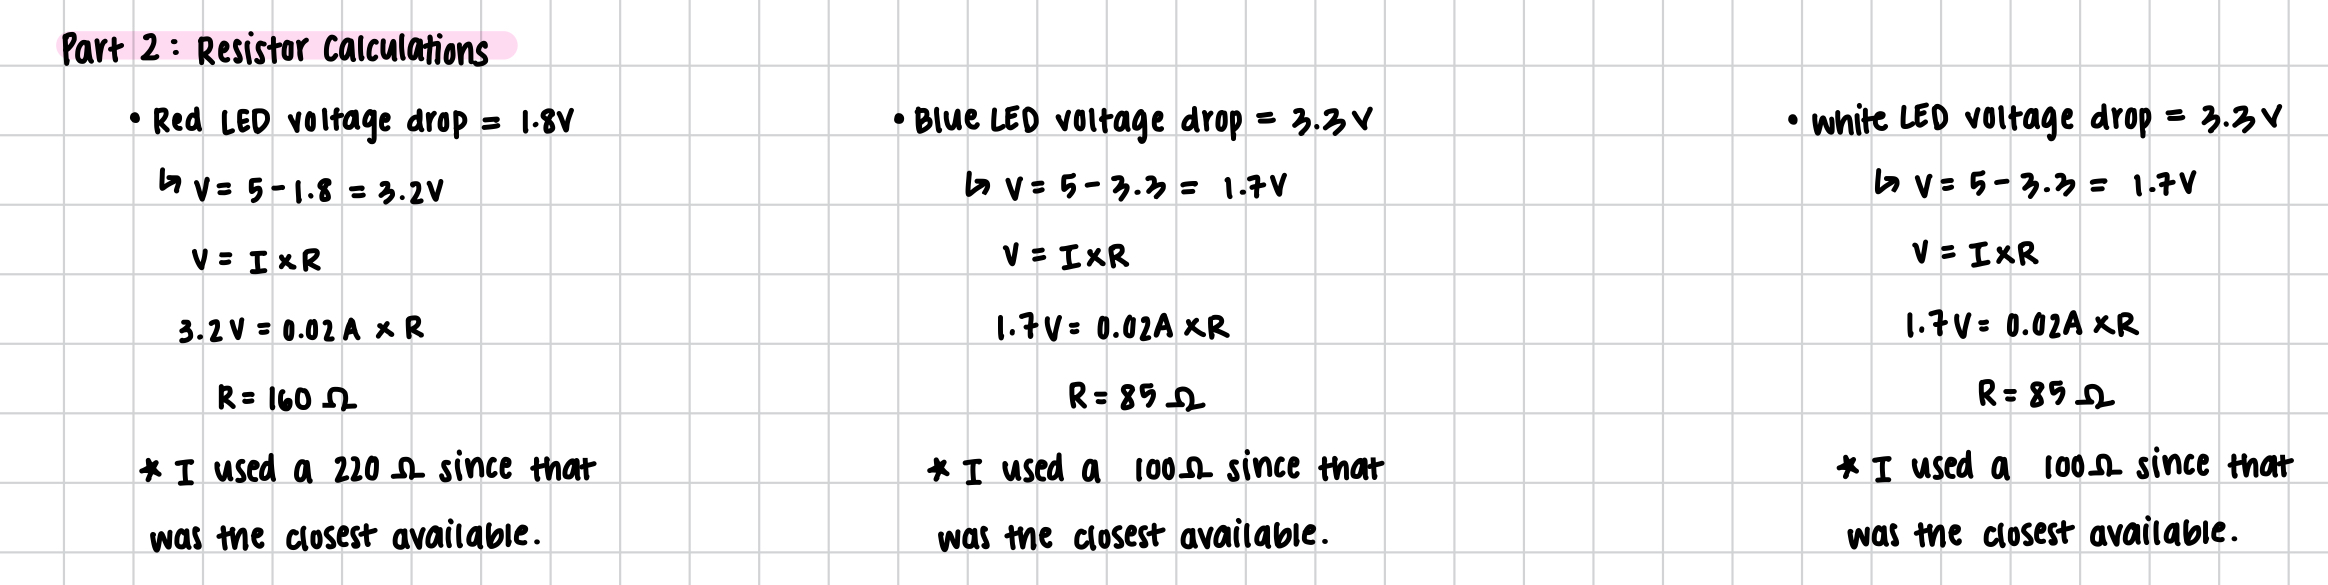 Part 2: Resistor Calculations
• Red LED voltage drop = 1.8V
↳ V = 5 - 1.8 = 3.2V
V = I x R
3.2V = 0.02A x R
R = 160 Ω
* I used a 220 Ω since that
was the closest available.
• Blue LED voltage drop = 3.3V
↳ V = 5 - 3.3 = 1.7V
V = I x R
1.7V = 0.02A x R
R = 85 Ω
* I used a 100 Ω since that
was the closest available.
• White LED voltage drop = 3.3V
↳ V = 5 - 3.3 = 1.7V
V = I x R
1.7V = 0.02A x R
R = 85 Ω
* I used a 100 Ω since that
was the closest available.